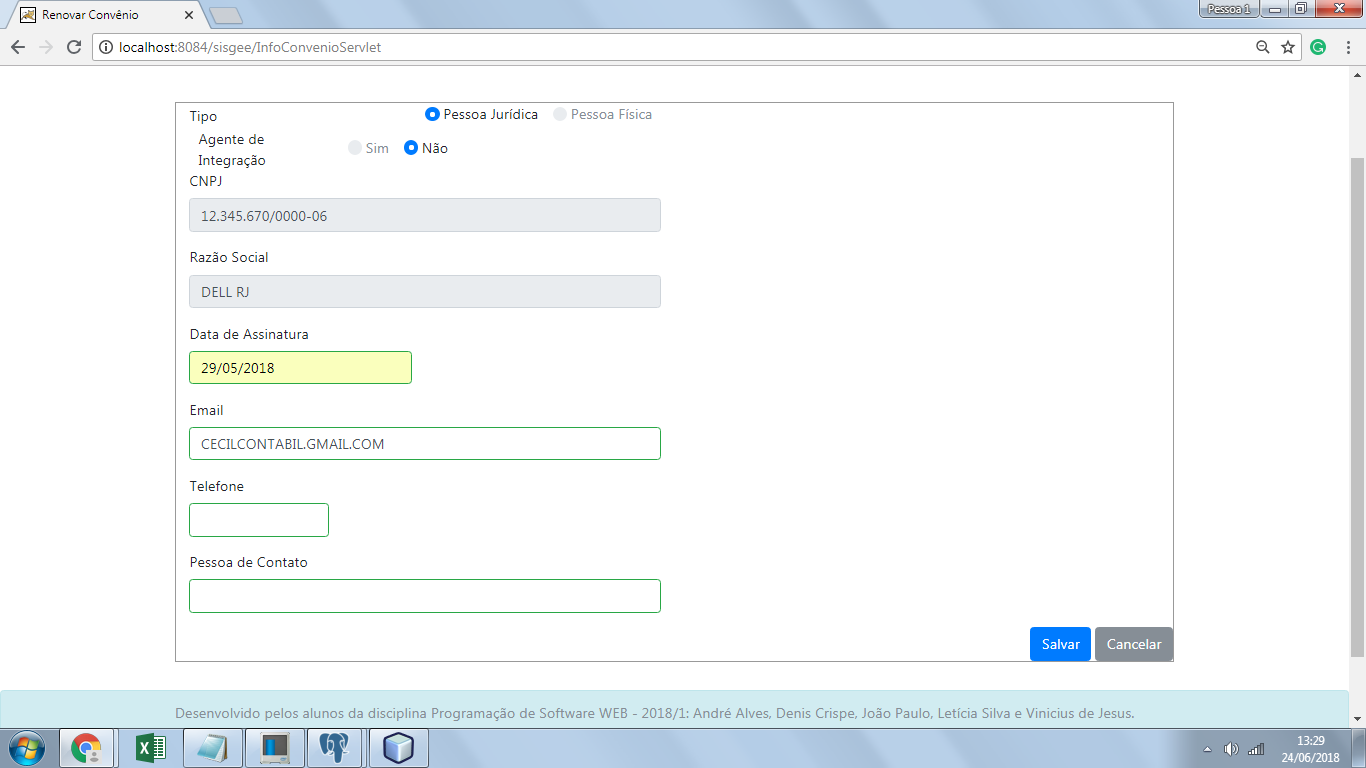 Renovar Convênio
Pessoa 1
localhost:8084/sisgee/InfoConvenioServlet
Tipo
Pessoa Jurídica
Pessoa Física
Agente de
Integração
Sim
Não
CNPJ
12.345.670/0000-06
Razão Social
DELL RJ
Data de Assinatura
29/05/2018
Email
CECILCONTABIL.GMAIL.COM
Telefone
Pessoa de Contato
Salvar
Cancelar
Desenvolvido pelos alunos da disciplina Programação de Software WEB - 2018/1: André Alves, Denis Crispe, João Paulo, Letícia Silva e Vinicius de Jesus.
13:29
24/06/2018